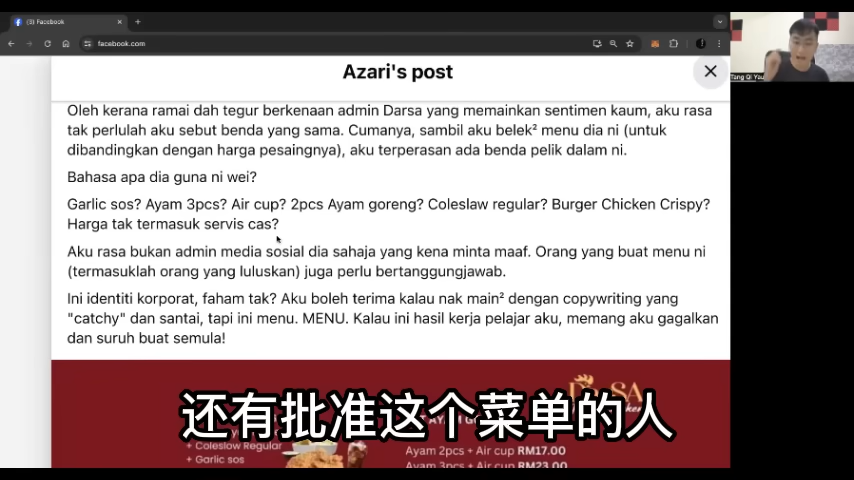 (3) Facebook
facebook.com
Azari's post
Tang Qi Yau
Oleh kerana ramai dah tegur berkenaan admin Darsa yang memainkan sentimen kaum, aku rasa
tak perlulah aku sebut benda yang sama. Cumanya, sambil aku belek² menu dia ni (untuk
dibandingkan dengan harga pesaingnya), aku terperasan ada benda pelik dalam ni.
Bahasa apa dia guna ni wei?
Garlic sos? Ayam 3pcs? Air cup? 2pcs Ayam goreng? Coleslaw regular? Burger Chicken Crispy?
Harga tak termasuk servis cas?
Aku rasa bukan admin media sosial dia sahaja yang kena minta maaf. Orang yang buat menu ni
(termasuklah orang yang luluskan) juga perlu bertanggungjawab.
Ini identiti korporat, faham tak? Aku boleh terima kalau nak main² dengan copywriting yang
"catchy" dan santai, tapi ini menu. MENU. Kalau ini hasil kerja pelajar aku, memang aku gagalkan
dan suruh buat semula!
还有批准这个菜单的人
+ Coleslaw Regular
+ Garlic sos
Ayam 2pcs + Air cup RM17.00
Ayam 3pcs + Air cup RM23.00